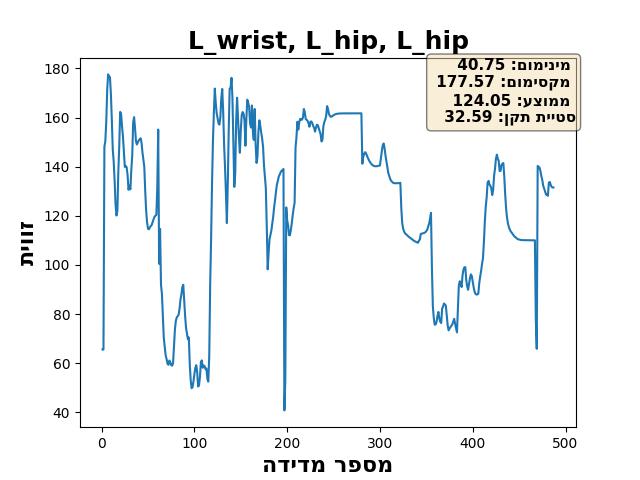 L_wrist, L_hip, L_hip
מינימום: 40.75
מקסימום: 177.57
ממוצע: 124.05
סטיית תקן: 32.59
זווית
180
160
140
120
100
80
60
40
0 100 200 300 400 500
מספר מדידה